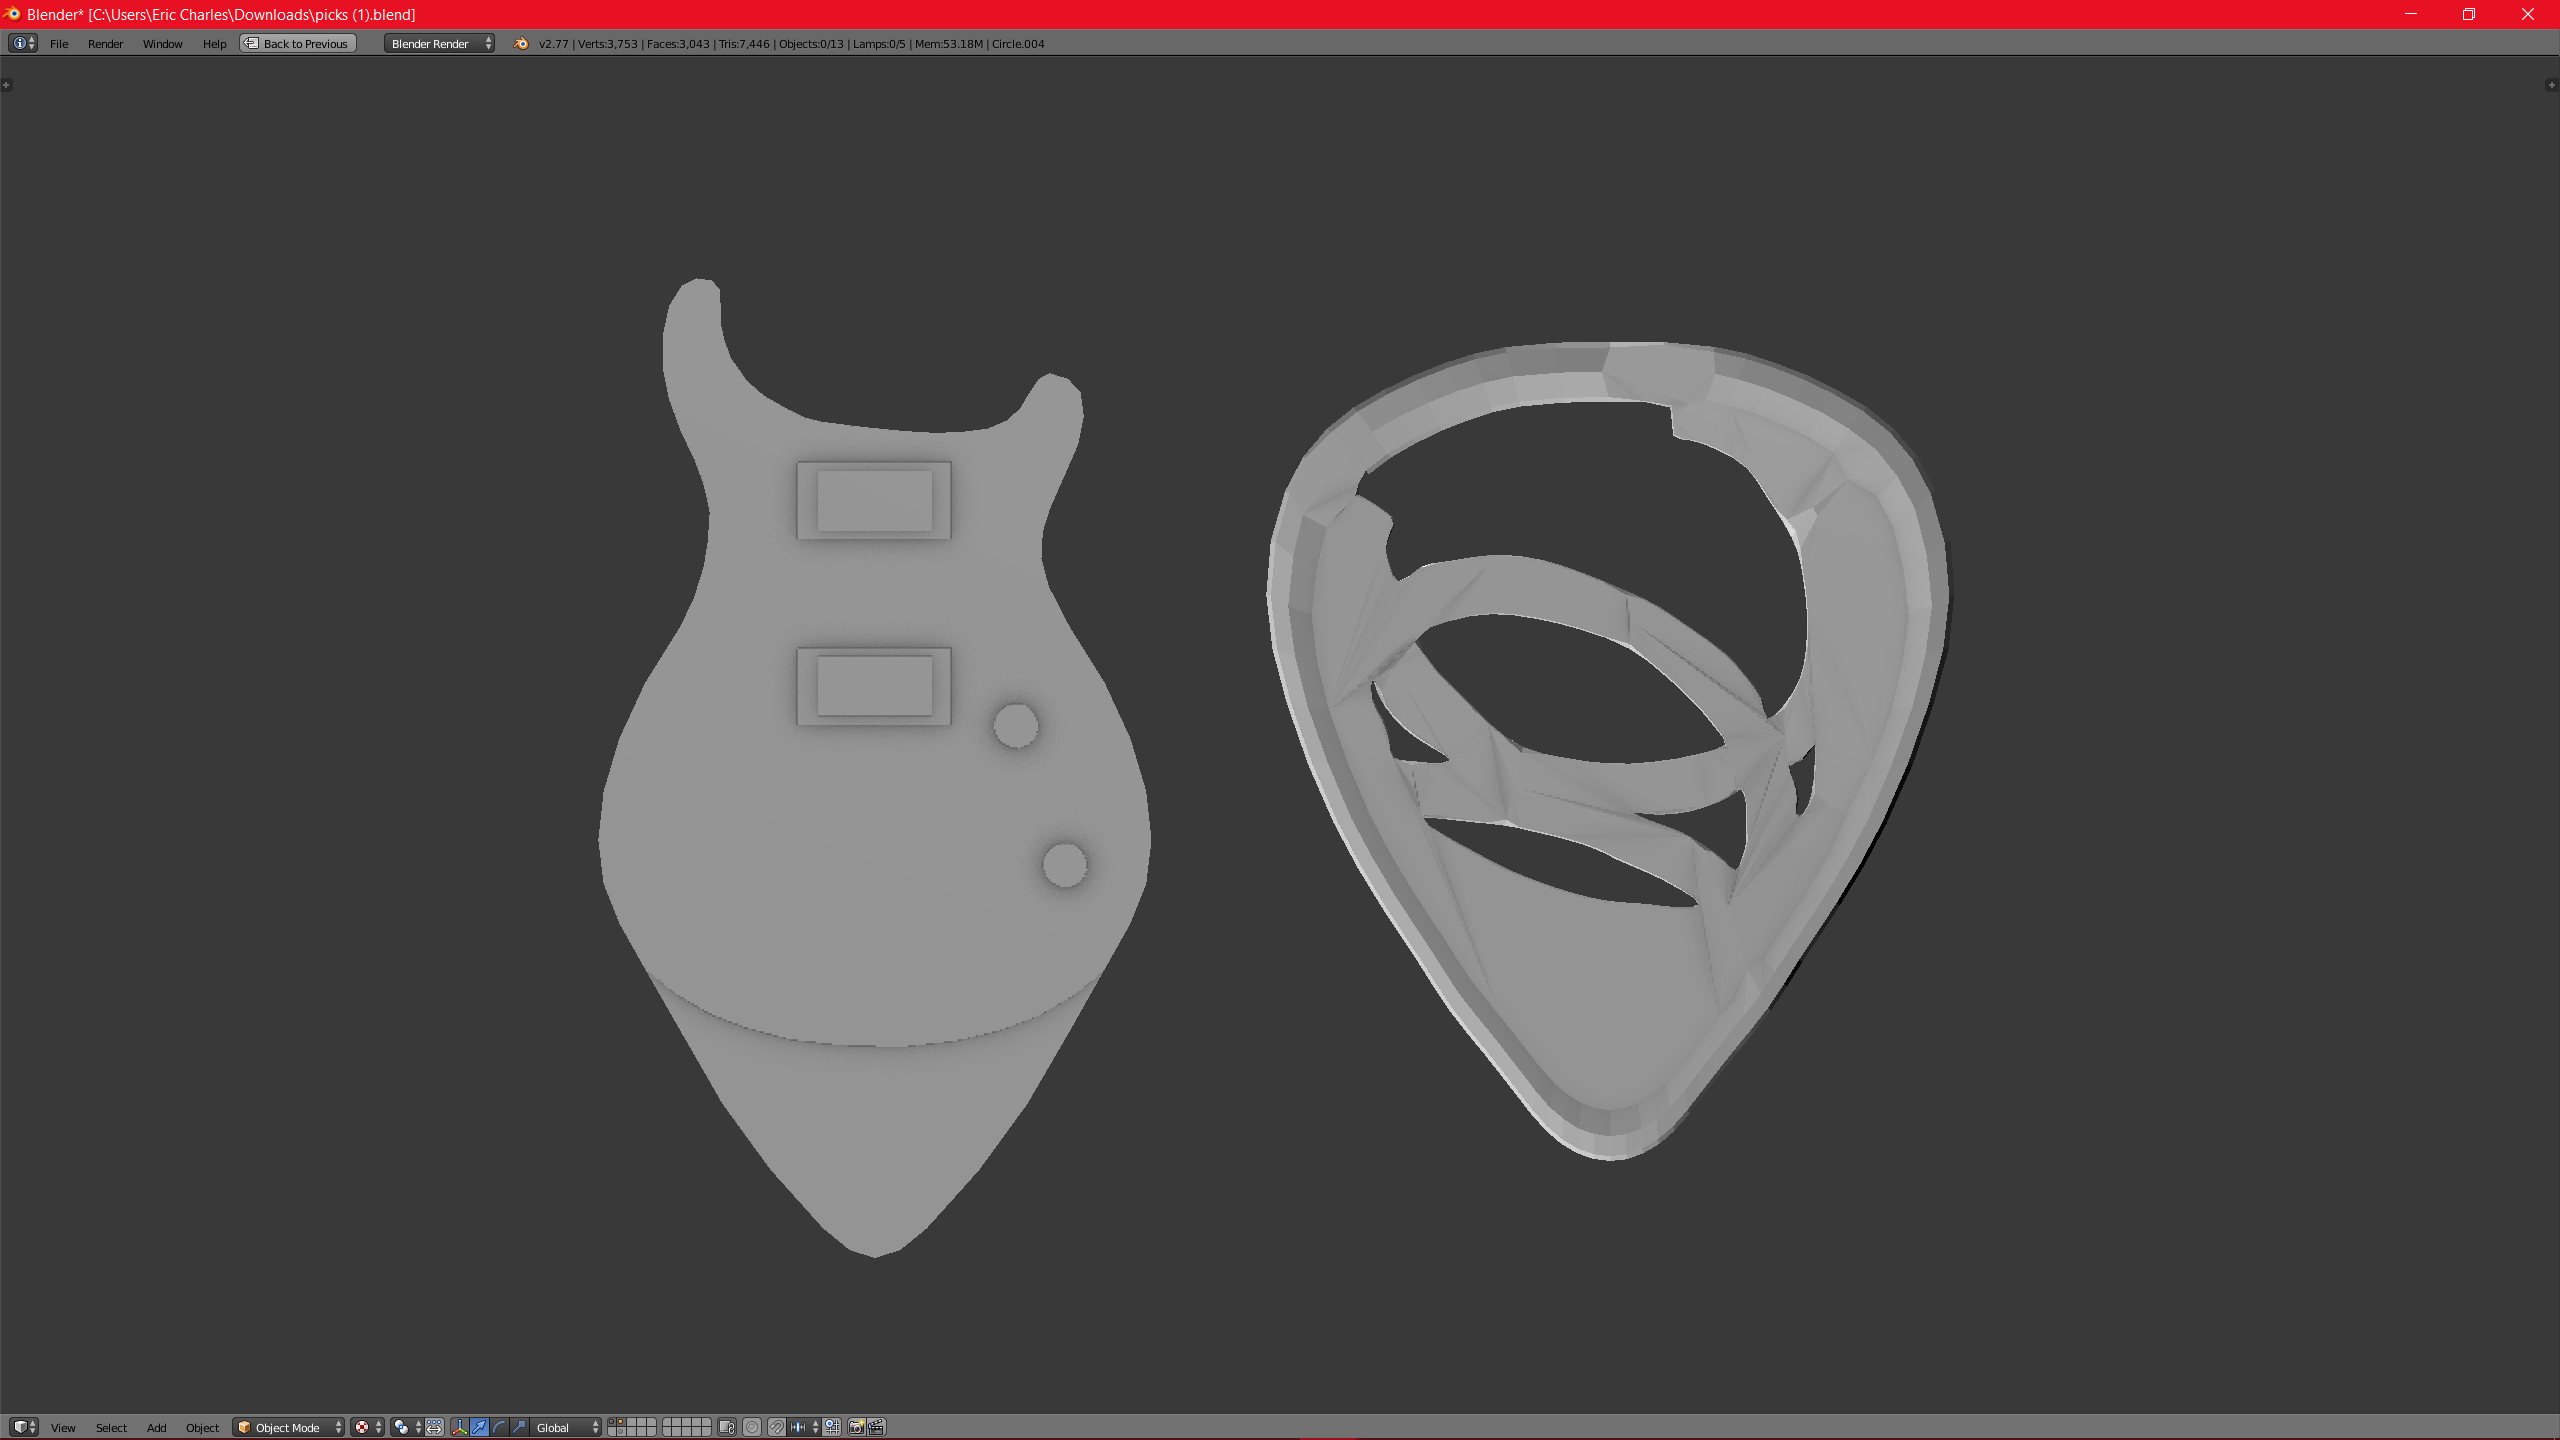 Blender* [C:\Users\Eric Charles\Downloads\picks (1).blend]
File Render Window Help Back to Previous Blender Render v2.77 | Verts:3,753 | Faces:3,043 | Tris:7,446 | Objects:0/13 | Lamps:0/5 | Mem:53.18M | Circle.004
View Select Add Object Object Mode Global